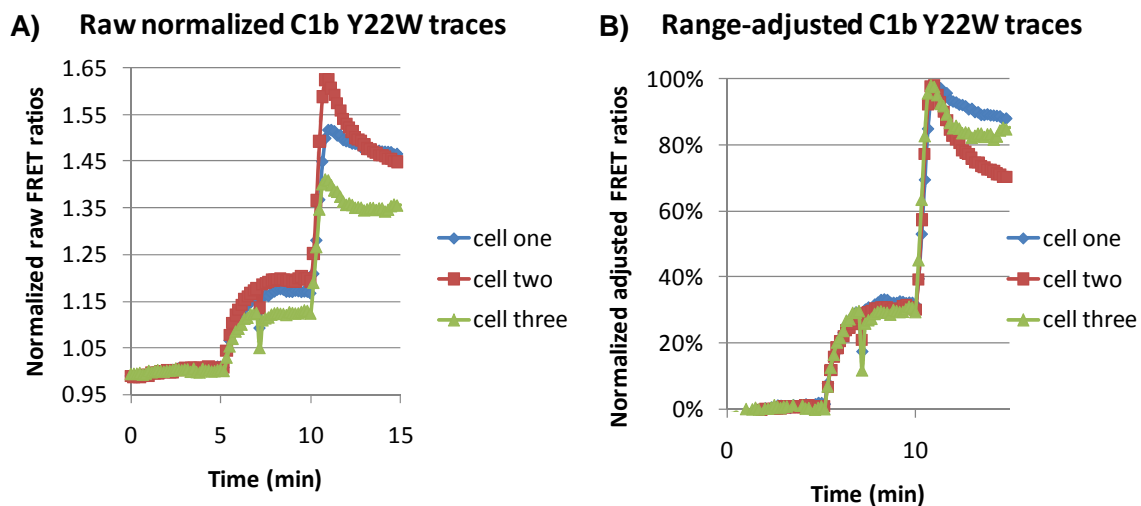 A)
Raw normalized C1b Y22W traces
Normalized raw FRET ratios
1.65
1.55
1.45
1.35
1.25
1.15
1.05
0.95
0
5
10
15
Time (min)
cell one
cell two
cell three
B)
Range-adjusted C1b Y22W traces
Normalized adjusted FRET ratios
100%
80%
60%
40%
20%
0%
0
10
Time (min)
cell one
cell two
cell three